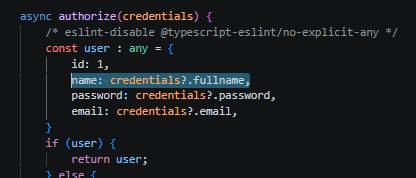 async authorize(credentials) {
/* eslint-disable @typescript-eslint/no-explicit-any */
const user : any = {
id: 1,
name: credentials?.fullname,
password: credentials?.password,
email: credentials?.email,
}
if (user) {
return user;
} else {